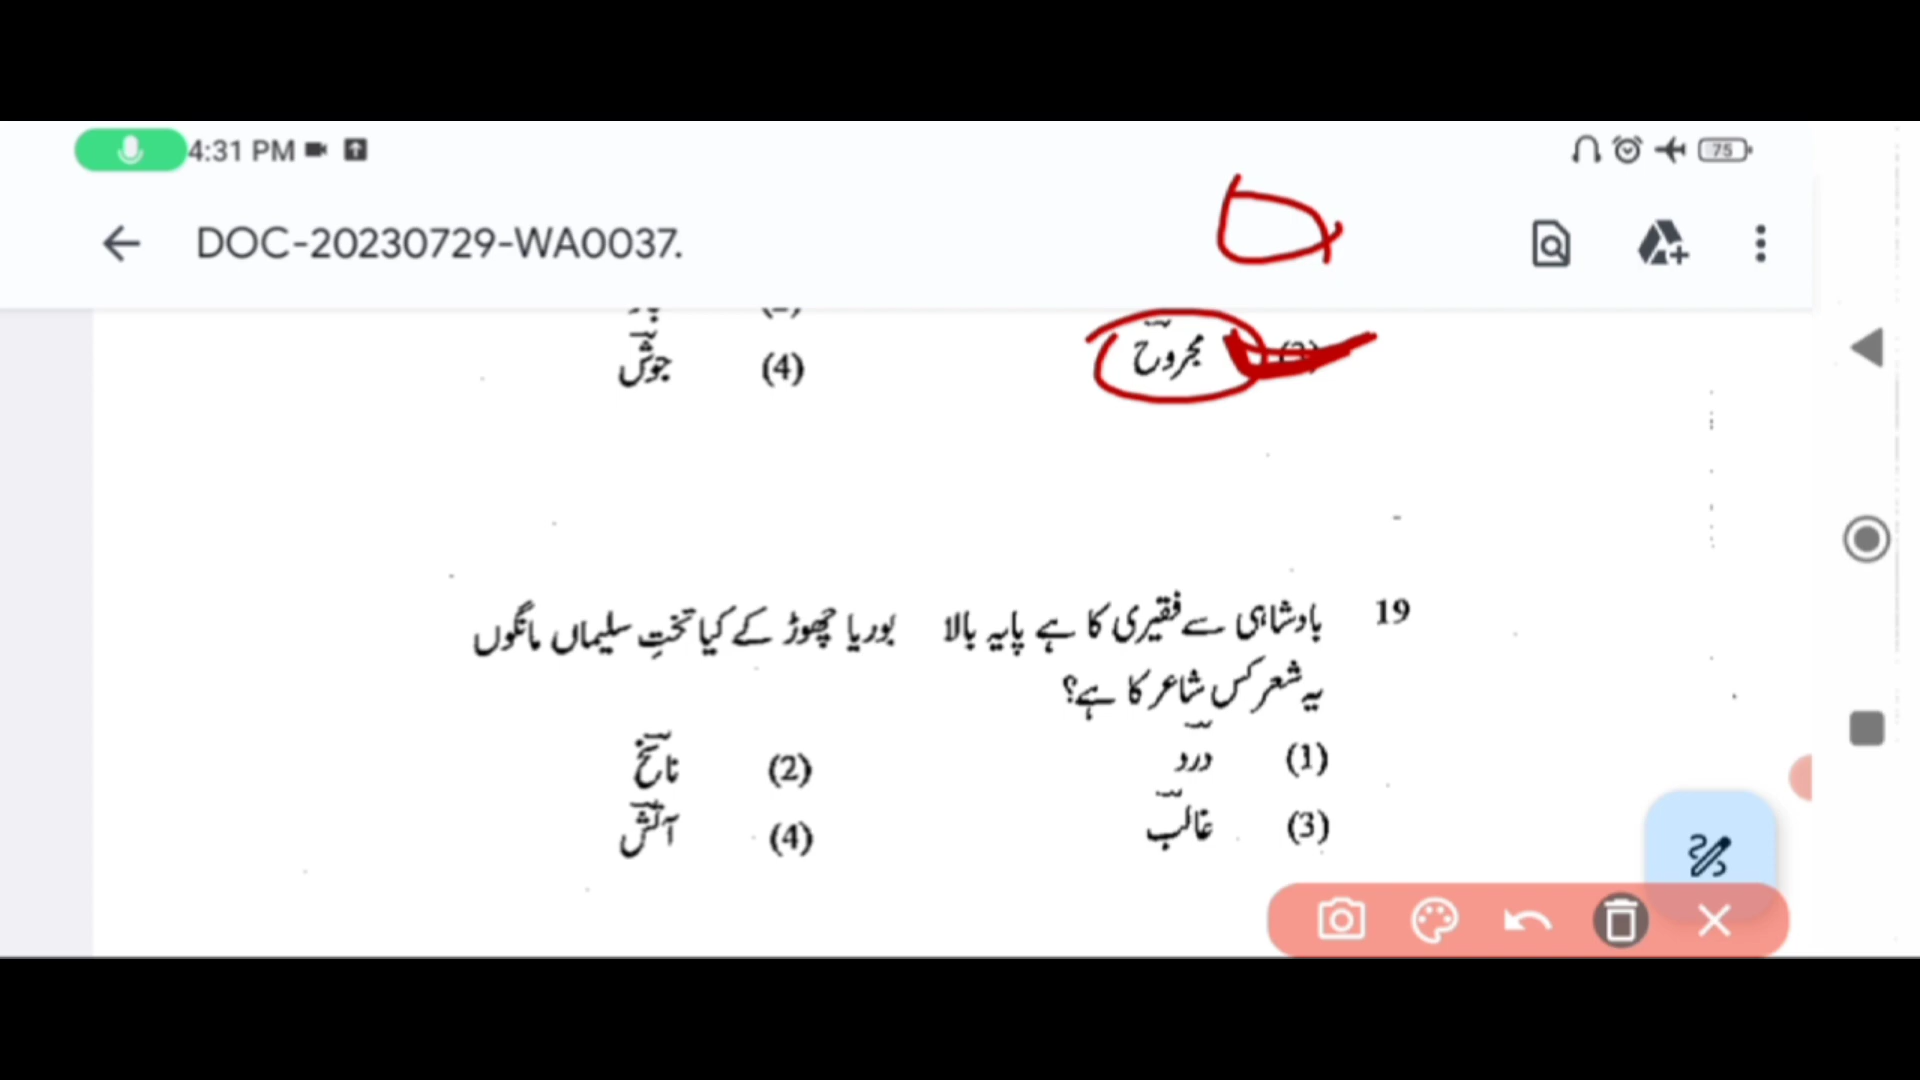 4:31 PM
75
DOC-20230729-WA0037.
مجروح (4) جوش
19 بادشاہی سے فقیری کا ہے پایہ بالا بوریا چھوڑ کے کیا تختِ سلیماں مانگوں
یہ شعر کس شاعر کا ہے؟
(1) درد (2) ناسخ
(3) غالب (4) آتش